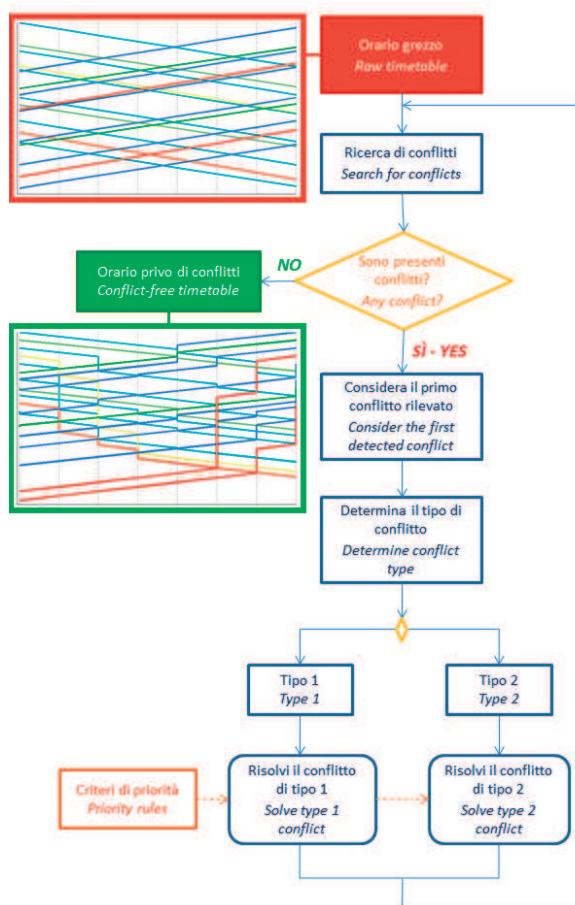 Orario grezzo
Raw timetable
Ricerca di conflitti
Search for conflicts
Sono presenti
conflitti?
Any conflict?
NO
Orario privo di conflitti
Conflict-free timetable
SÌ - YES
Considera il primo
conflitto rilevato
Consider the first
detected conflict
Determina il tipo di
conflitto
Determine conflict
type
Tipo 1
Type 1
Tipo 2
Type 2
Criteri di priorità
Priority rules
Risolvi il conflitto
di tipo 1
Solve type 1
conflict
Risolvi il conflitto
di tipo 2
Solve type 2
conflict